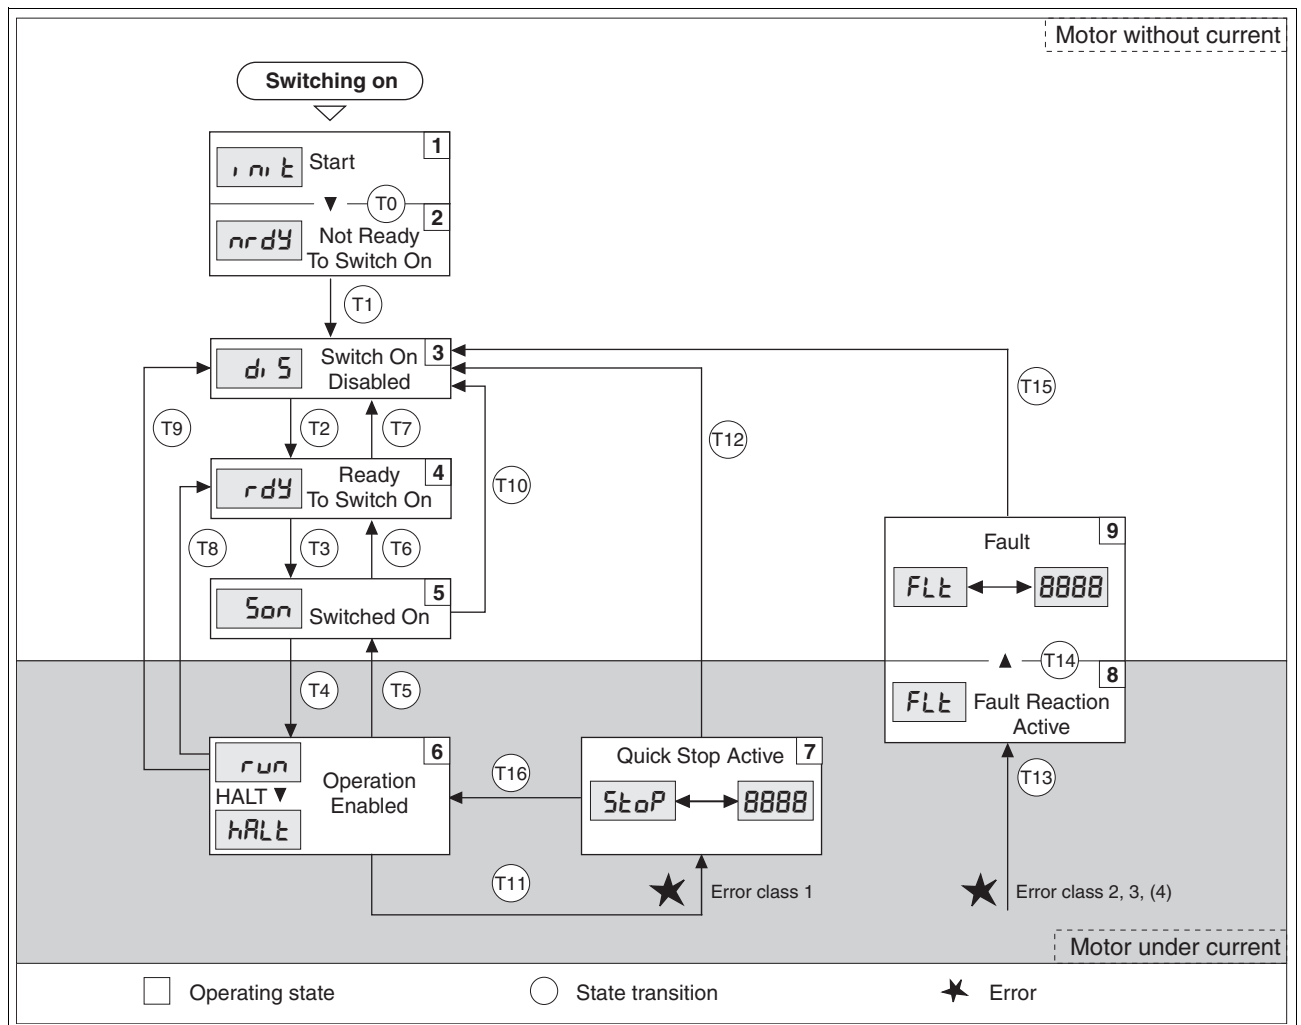 Motor without current
Switching on
1
init
Start
T0
2
nrdy
Not Ready
To Switch On
T1
3
diS
Switch On
Disabled
T15
T9
T2
T7
T12
4
rdy
Ready
To Switch On
T10
T8
T3
T6
9
Fault
FLt
8888
5
Son
Switched On
T14
8
T4
T5
FLt
Fault Reaction
Active
6
run
HALT
hALt
Operation
Enabled
T16
7
Quick Stop Active
StoP
8888
T13
T11
Error class 1
Error class 2, 3, (4)
Motor under current
Operating state
State transition
Error